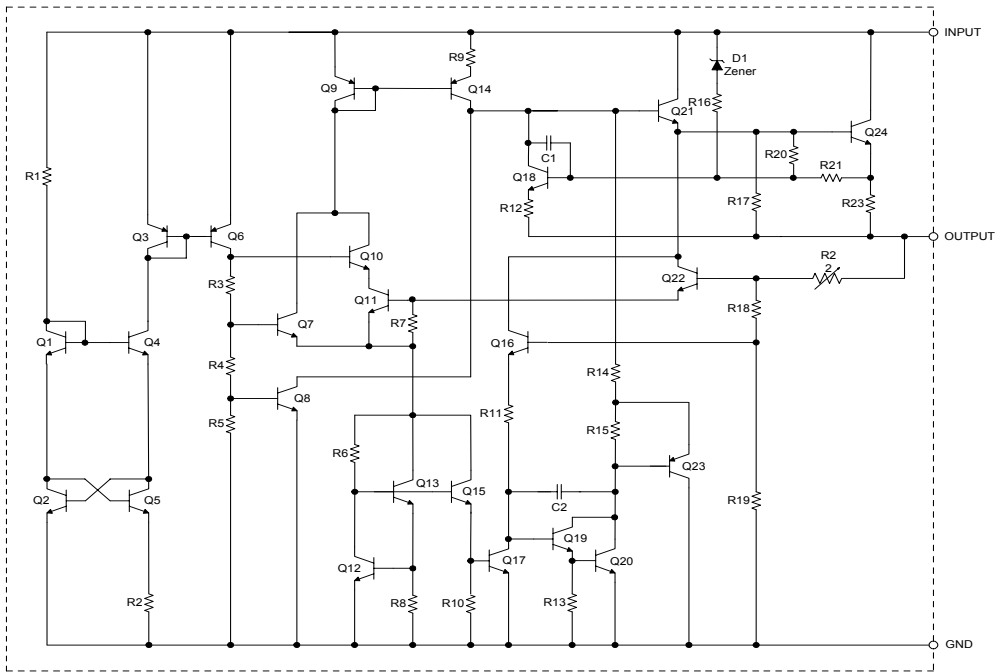 INPUT
D1
Zener
R9
Q9
Q14
R16
Q21
Q24
C1
R20
R21
R1
Q18
R12
R17
R23
Q3
Q6
OUTPUT
Q10
R2
2
R3
Q11
Q22
R18
Q7
R7
Q1
Q4
Q16
R4
R14
Q8
R5
R11
R15
R6
Q23
Q2
Q5
Q13
Q15
C2
R19
Q19
Q12
Q17
Q20
R2
R8
R10
R13
GND